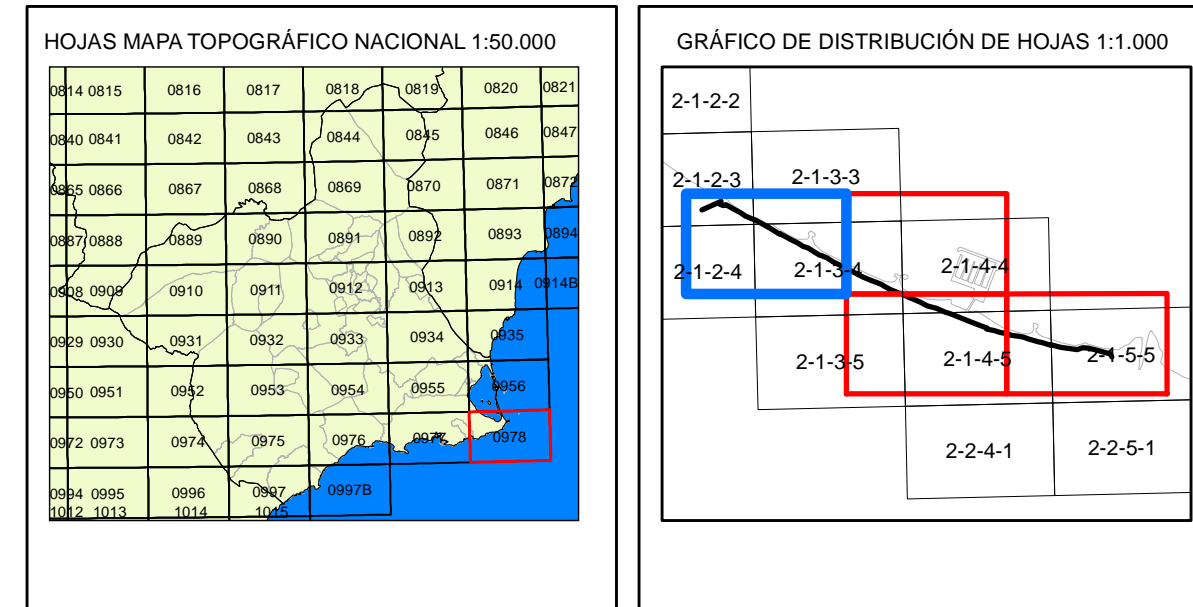 HOJAS MAPA TOPOGRÁFICO NACIONAL 1:50.000
0814 0815 0816 0817 0818 0819 0820 0821
0840 0841 0842 0843 0844 0845 0846 0847
0865 0866 0867 0868 0869 0870 0871 0872
0887 0888 0889 0890 0891 0892 0893 0894
0908 0909 0910 0911 0912 0913 0914 0914B
0929 0930 0931 0932 0933 0934 0935
0950 0951 0952 0953 0954 0955 0956
0972 0973 0974 0975 0976 0977 0978
0994 0995 0996 0997 0997B
1012 1013 1014 1015
GRÁFICO DE DISTRIBUCIÓN DE HOJAS 1:1.000
2-1-2-2
2-1-2-3 2-1-3-3
2-1-2-4 2-1-3-4 2-1-4-4
2-1-3-5 2-1-4-5 2-1-5-5
2-2-4-1 2-2-5-1